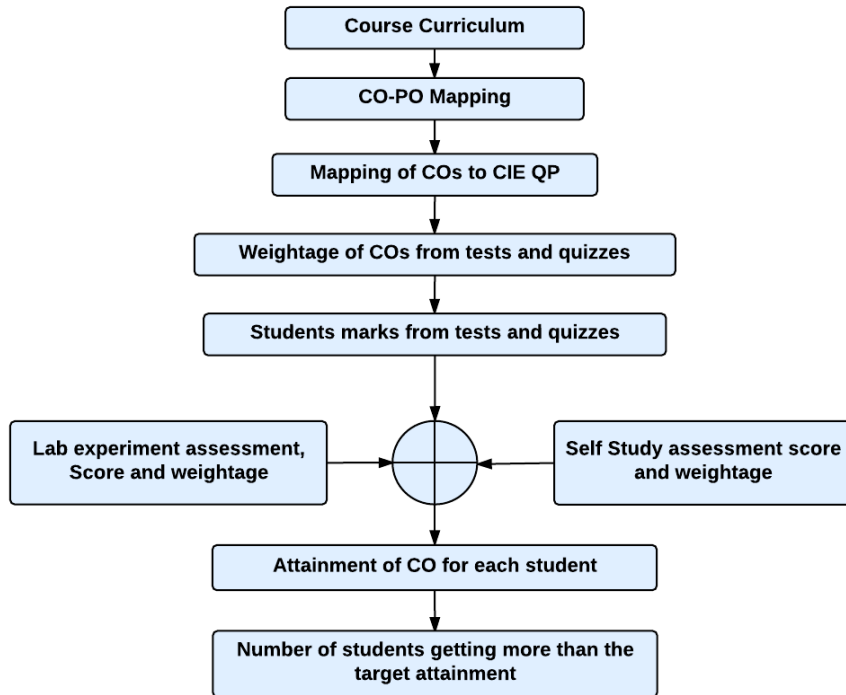 Course Curriculum
CO-PO Mapping
Mapping of COs to CIE QP
Weightage of COs from tests and quizzes
Students marks from tests and quizzes
Lab experiment assessment,
Score and weightage
Self Study assessment score
and weightage
Attainment of CO for each student
Number of students getting more than the
target attainment